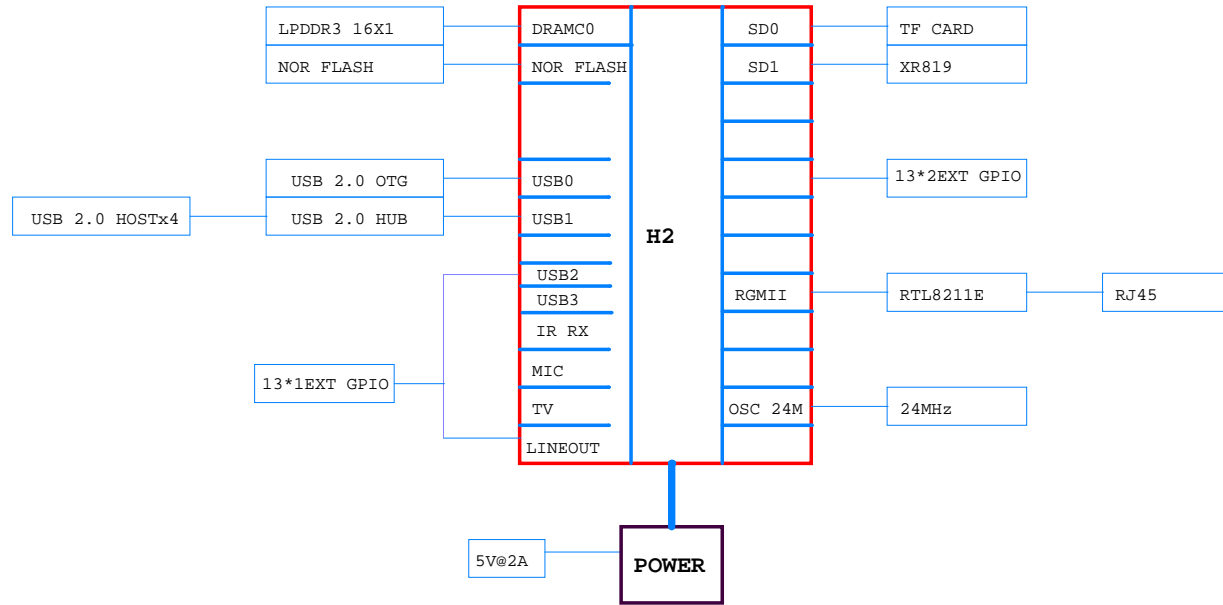 LPDDR3 16X1
DRAMC0
SD0
TF CARD
NOR FLASH
NOR FLASH
SD1
XR819
USB 2.0 OTG
USB0
13*2EXT GPIO
USB 2.0 HOSTx4
USB 2.0 HUB
USB1
H2
USB2
USB3
RGMII
RTL8211E
RJ45
IR RX
MIC
13*1EXT GPIO
TV
OSC 24M
24MHz
LINEOUT
5V@2A
POWER